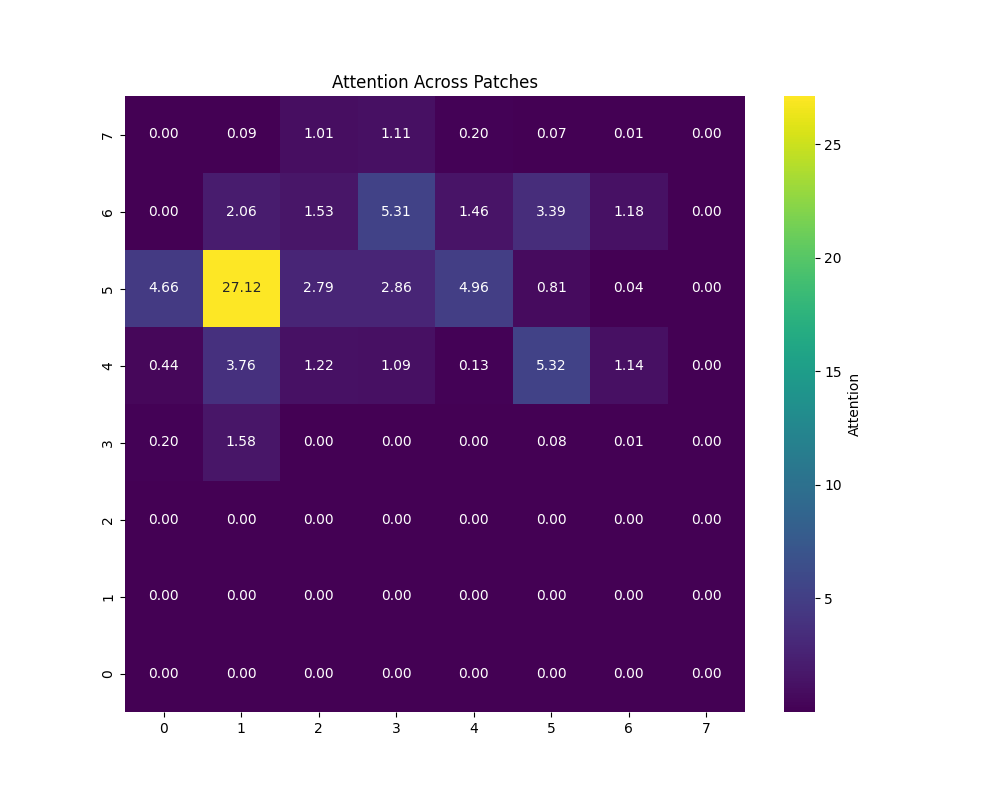 Attention Across Patches
7 0.00 0.09 1.01 1.11 0.20 0.07 0.01 0.00
6 0.00 2.06 1.53 5.31 1.46 3.39 1.18 0.00
5 4.66 27.12 2.79 2.86 4.96 0.81 0.04 0.00
4 0.44 3.76 1.22 1.09 0.13 5.32 1.14 0.00
3 0.20 1.58 0.00 0.00 0.00 0.08 0.01 0.00
2 0.00 0.00 0.00 0.00 0.00 0.00 0.00 0.00
1 0.00 0.00 0.00 0.00 0.00 0.00 0.00 0.00
0 0.00 0.00 0.00 0.00 0.00 0.00 0.00 0.00
0 1 2 3 4 5 6 7
25
20
15
10
5
Attention